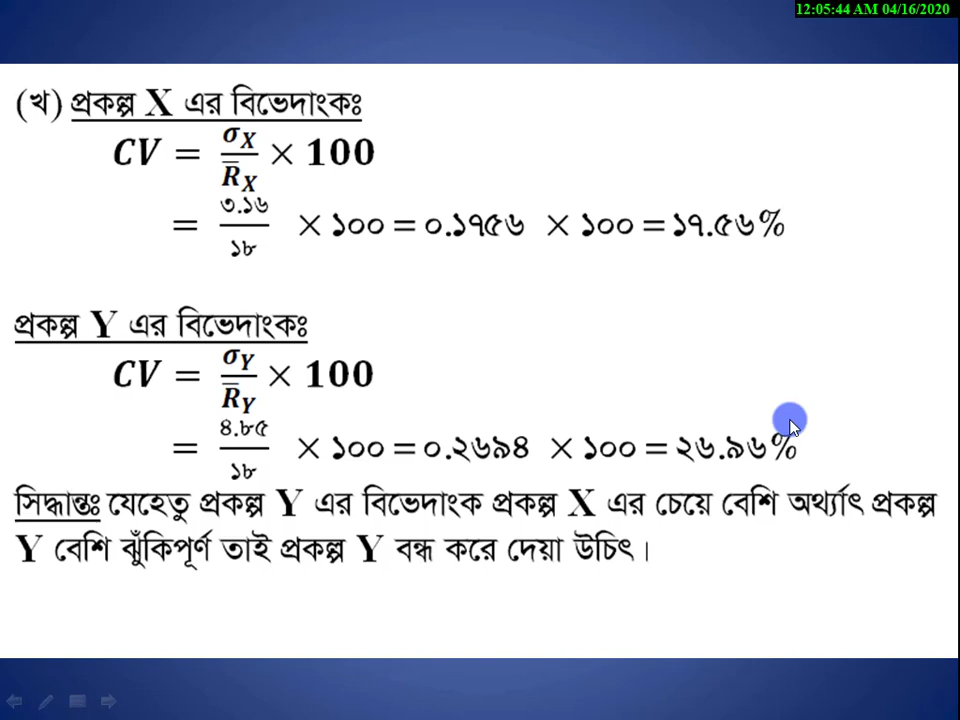 12:05:44 AM 04/16/2020
(খ) প্রকল্প X এর বিভেদাংকঃ
CV = σX / R̅X × 100
= ৩.১৬ / ১৮ × ১০০ = ০.১৭৫৬ × ১০০ = ১৭.৫৬%
প্রকল্প Y এর বিভেদাংকঃ
CV = σY / R̅Y × 100
= ৪.৮৫ / ১৮ × ১০০ = ০.২৬৯৪ × ১০০ = ২৬.৯৬%
সিদ্ধান্তঃ যেহেতু প্রকল্প Y এর বিভেদাংক প্রকল্প X এর চেয়ে বেশি অর্থ্যাৎ প্রকল্প
Y বেশি ঝুঁকিপূর্ণ তাই প্রকল্প Y বন্ধ করে দেয়া উচিৎ।